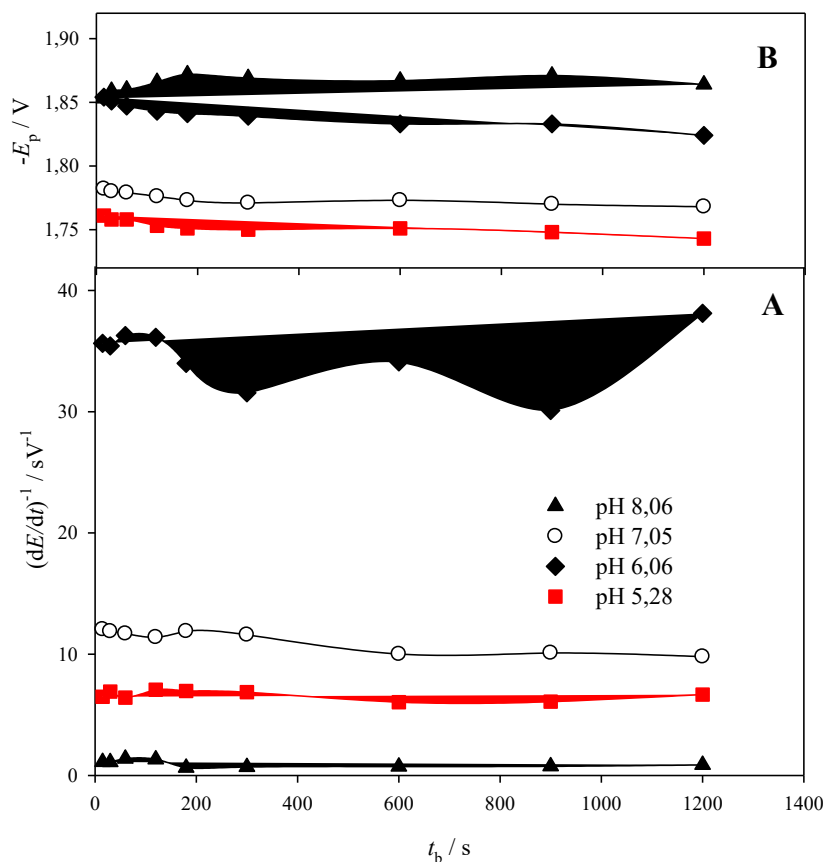 B
-Ep / V
1,90
1,85
1,80
1,75
A
(dE/dt)-1 / sV-1
40
30
20
10
0
pH 8,06
pH 7,05
pH 6,06
pH 5,28
0 200 400 600 800 1000 1200 1400
tb / s